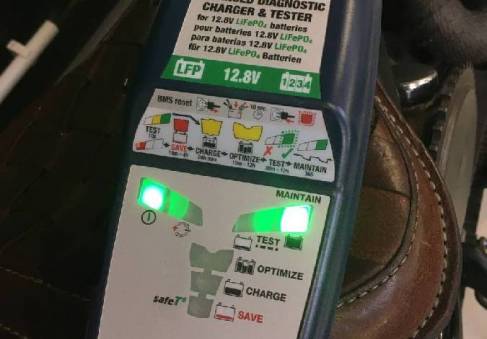 DIAGNOSTIC
CHARGER & TESTER
for 12.8V LiFePO₄ batteries
pour batteries 12.8V LiFePO₄
para baterías 12.8V LiFePO₄
für 12.8V LiFePO₄ Batterien
LFP 12.8V 1234
BMS reset
TEST SAVE CHARGE OPTIMIZE TEST MAINTAIN
MAINTAIN
TEST
OPTIMIZE
CHARGE
safeT° SAVE